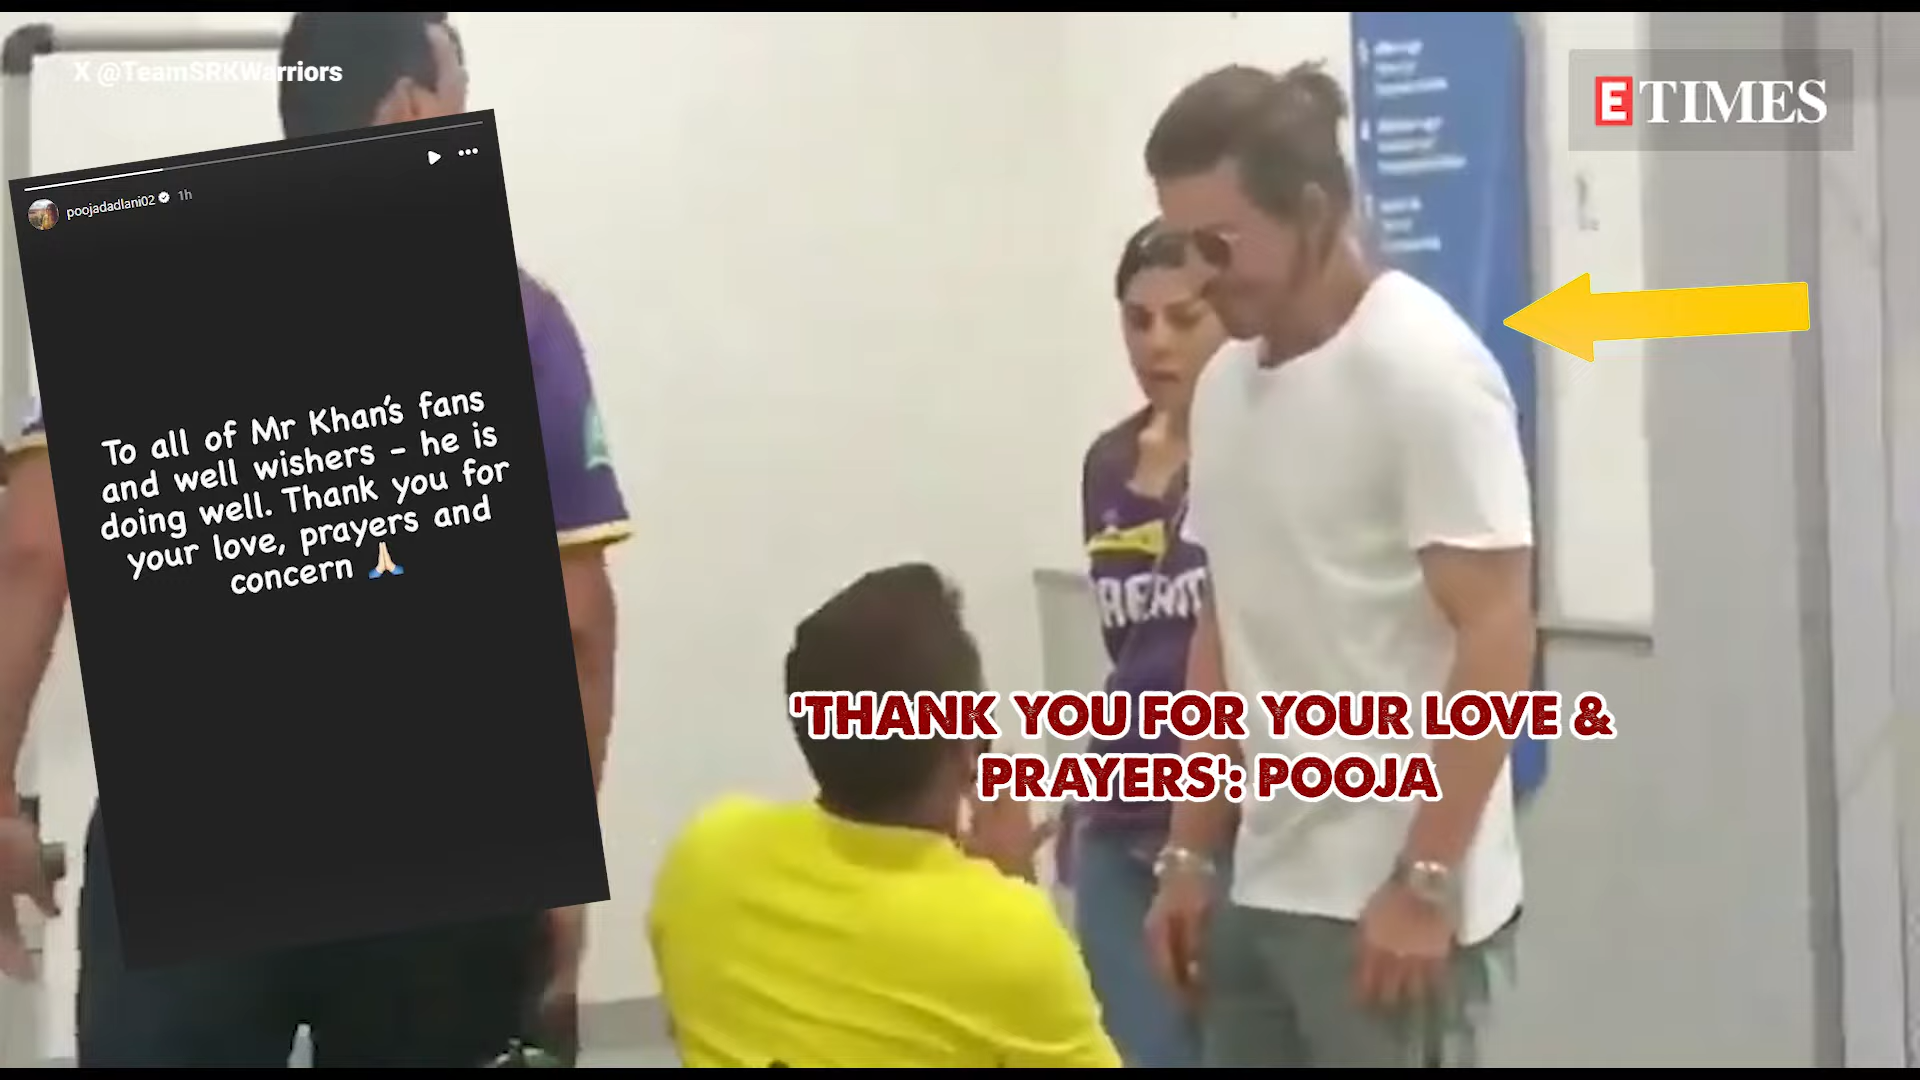 X @TeamSRKWarriors
ETIMES
poojadadlani02 1h
To all of Mr Khan's fans
and well wishers - he is
doing well. Thank you for
your love, prayers and
concern 🙏🏻
'THANK YOU FOR YOUR LOVE &
PRAYERS': POOJA